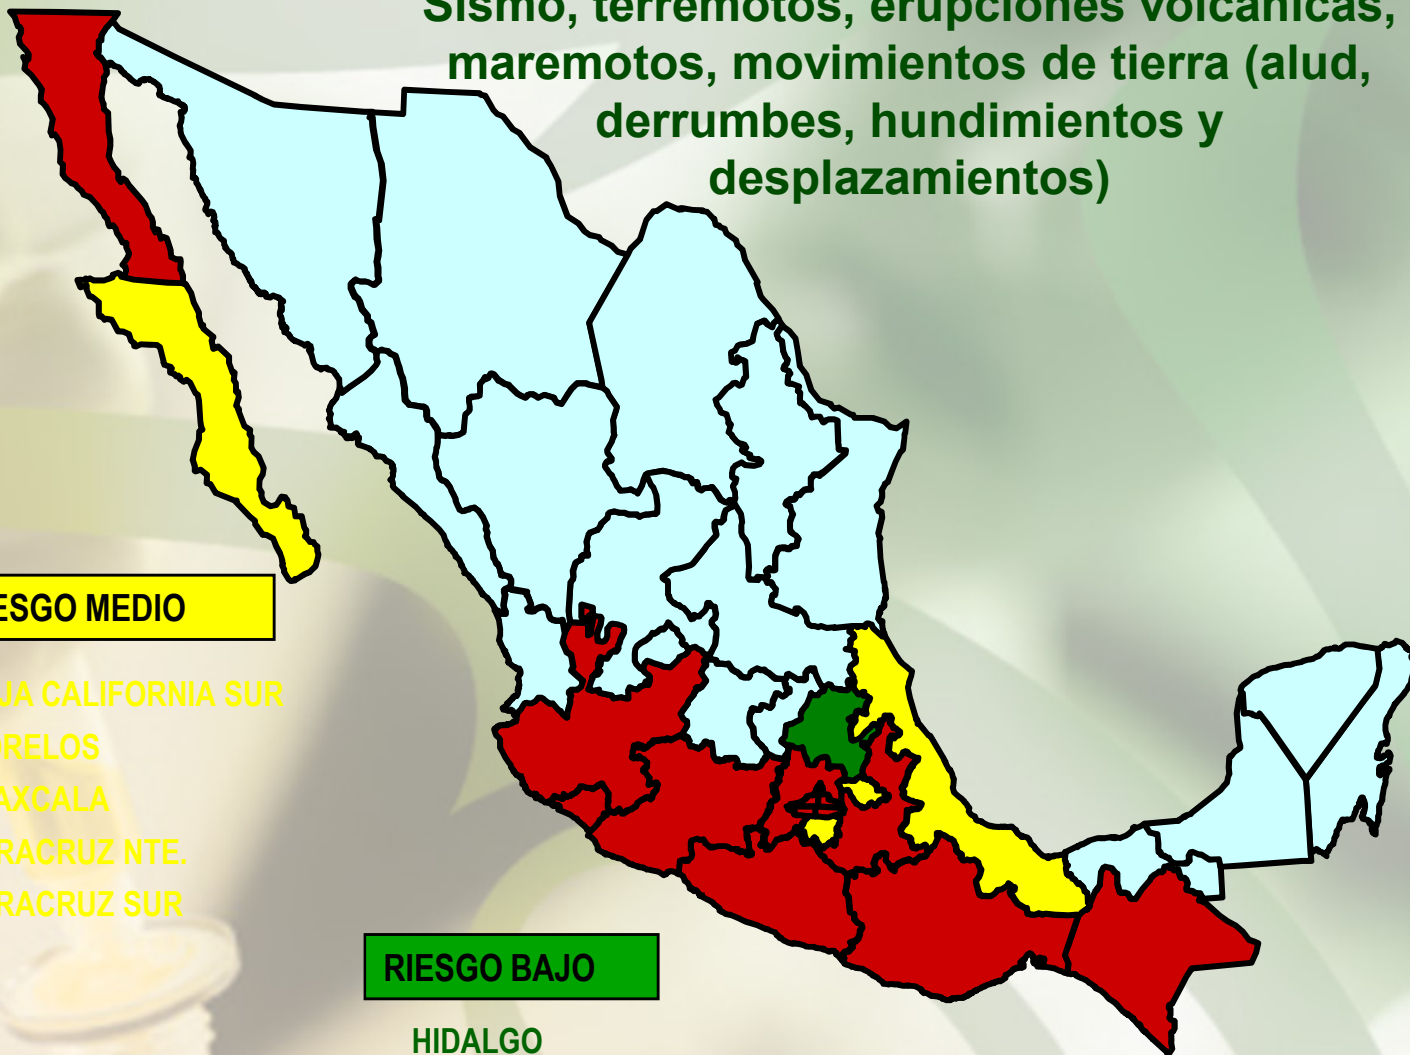 Sismo, terremotos, erupciones volcánicas,
maremotos, movimientos de tierra (alud,
derrumbes, hundimientos y
desplazamientos)
ESGO MEDIO
JA CALIFORNIA SUR
ORELOS
AXCALA
RACRUZ NTE.
RACRUZ SUR
RIESGO BAJO
HIDALGO